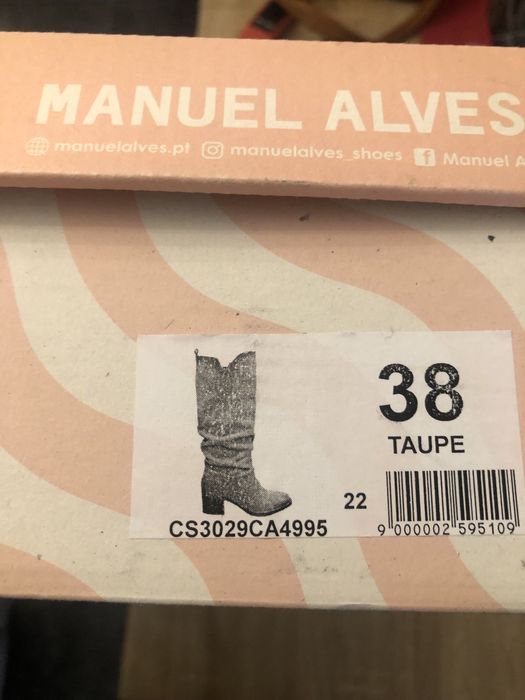 MANUEL ALVES
manuelalves.pt manuelalves_shoes Manuel A
38
TAUPE
22
CS3029CA4995
9 000002 595109